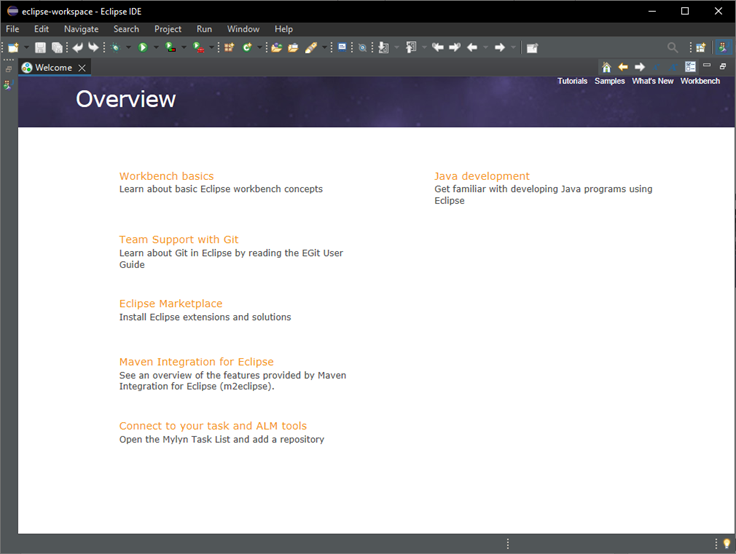 eclipse-workspace - Eclipse IDE
File Edit Navigate Search Project Run Window Help
Welcome
Tutorials Samples What's New Workbench
Overview
Workbench basics
Learn about basic Eclipse workbench concepts
Java development
Get familiar with developing Java programs using
Eclipse
Team Support with Git
Learn about Git in Eclipse by reading the EGit User
Guide
Eclipse Marketplace
Install Eclipse extensions and solutions
Maven Integration for Eclipse
See an overview of the features provided by Maven
Integration for Eclipse (m2eclipse).
Connect to your task and ALM tools
Open the Mylyn Task List and add a repository